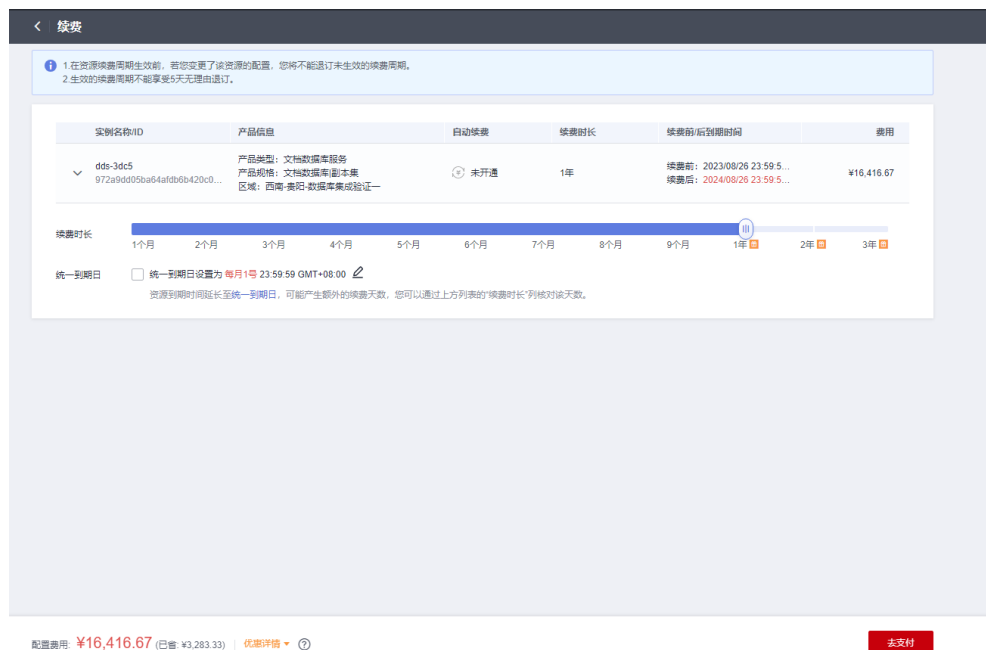 续费
1.在资源续费周期生效前，若您变更了该资源的配置，您将不能退订未生效的续费周期。
2.生效的续费周期不能享受5天无理由退订。
实例名称/ID 产品信息 自动续费 续费时长 续费前/后到期时间 费用
dds-3dc5
972a9dd05ba64afdb6b420c0...
产品类型：文档数据库服务
产品规格：文档数据库|副本集
区域：西南-贵阳-数据库集成验证一
未开通
1年
续费前：2023/08/26 23:59:5...
续费后：2024/08/26 23:59:5...
¥16,416.67
续费时长
1个月 2个月 3个月 4个月 5个月 6个月 7个月 8个月 9个月 1年 2年 3年
统一到期日 统一到期日设置为 每月1号 23:59:59 GMT+08:00
资源到期时间延长至统一到期日，可能产生额外的续费天数，您可以通过上方列表的“续费时长”列核对该天数。
配置费用: ¥16,416.67 (已省: ¥3,283.33) 优惠详情
去支付